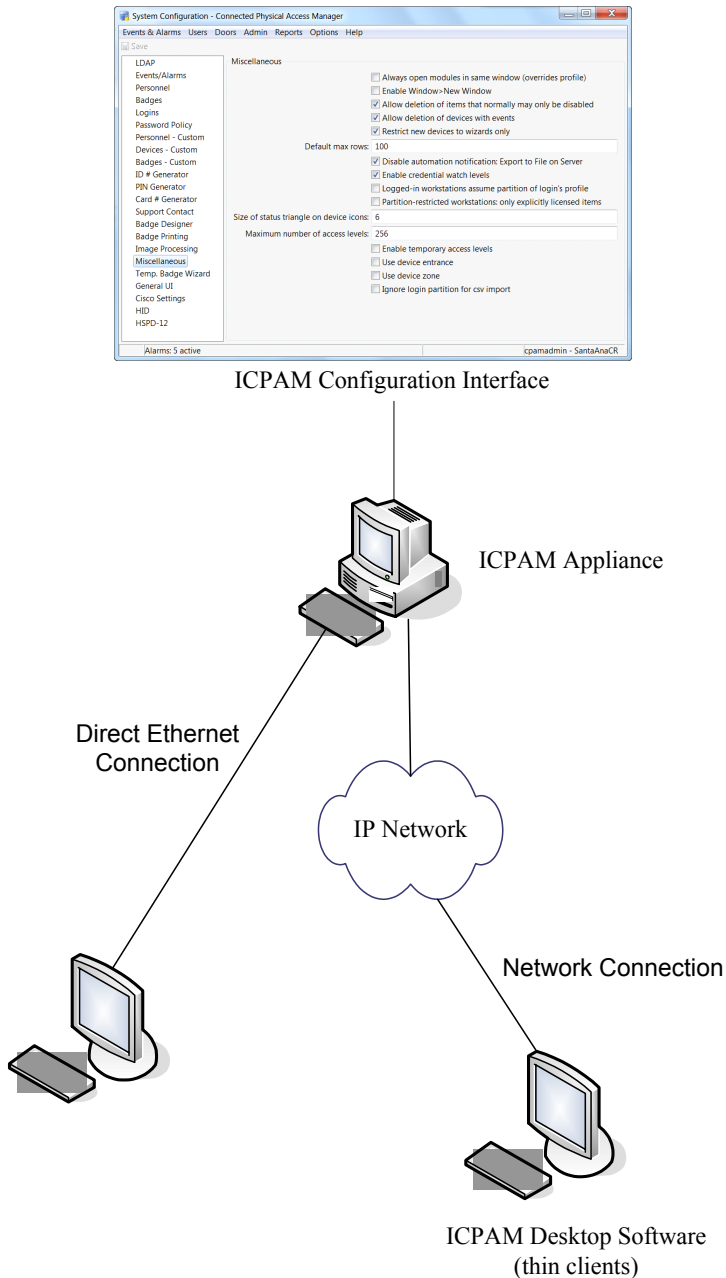 System Configuration - Connected Physical Access Manager
Events & Alarms Users Doors Admin Reports Options Help
Save
LDAP
Events/Alarms
Personnel
Badges
Logins
Password Policy
Personnel - Custom
Devices - Custom
Badges - Custom
ID # Generator
PIN Generator
Card # Generator
Support Contact
Badge Designer
Badge Printing
Image Processing
Miscellaneous
Temp. Badge Wizard
General UI
Cisco Settings
HID
HSPD-12
Miscellaneous
Always open modules in same window (overrides profile)
Enable Window>New Window
Allow deletion of items that normally may only be disabled
Allow deletion of devices with events
Restrict new devices to wizards only
Default max rows: 100
Disable automation notification: Export to File on Server
Enable credential watch levels
Logged-in workstations assume partition of login's profile
Partition-restricted workstations: only explicitly licensed items
Size of status triangle on device icons: 6
Maximum number of access levels: 256
Enable temporary access levels
Use device entrance
Use device zone
Ignore login partition for csv import
Alarms: 5 active
cpamadmin - SantaAnaCR
ICPAM Configuration Interface
ICPAM Appliance
Direct Ethernet
Connection
IP Network
Network Connection
ICPAM Desktop Software
(thin clients)